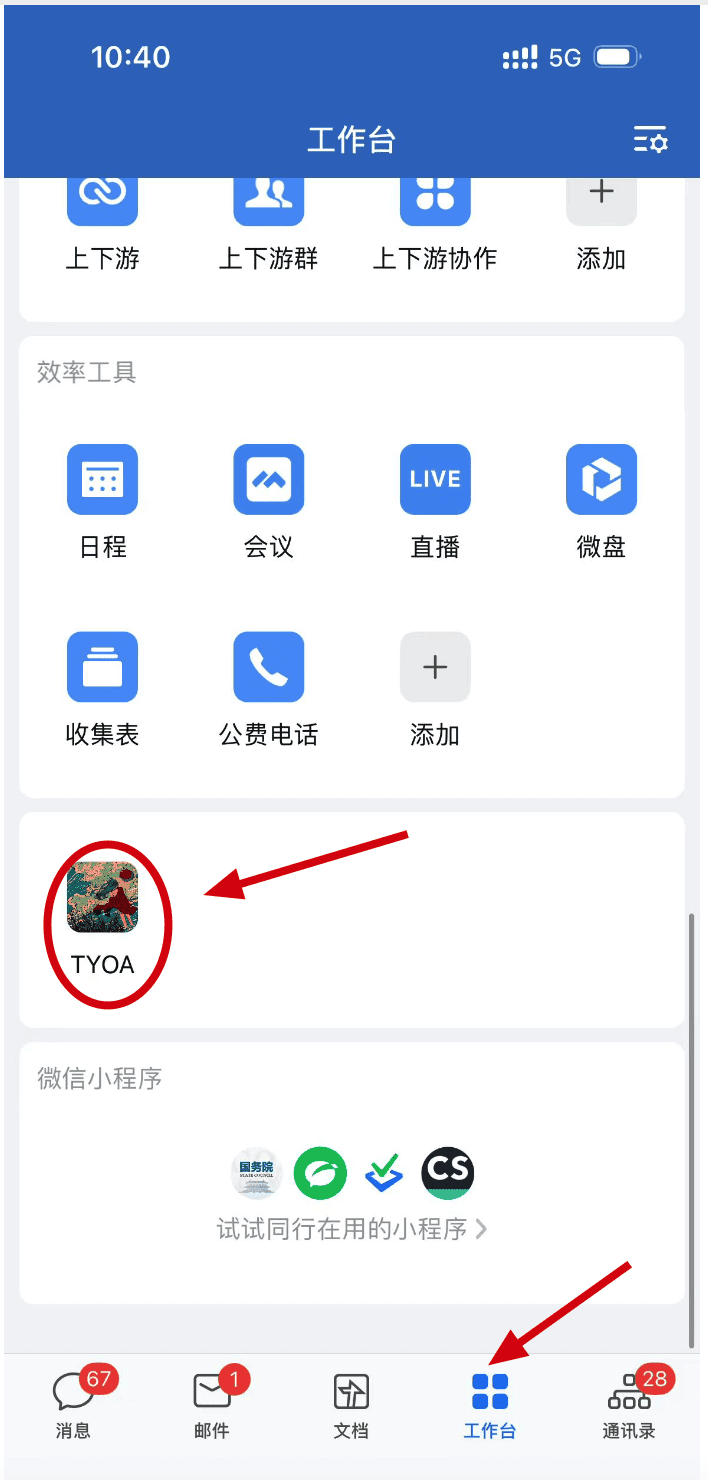 10:40
5G
工作台
上下游
上下游群
上下游协作
添加
效率工具
日程
会议
LIVE
直播
微盘
收集表
公费电话
添加
TYOA
微信小程序
国务院
STATE COUNCIL
CS
试试同行在用的小程序
67
1
28
消息
邮件
文档
工作台
通讯录